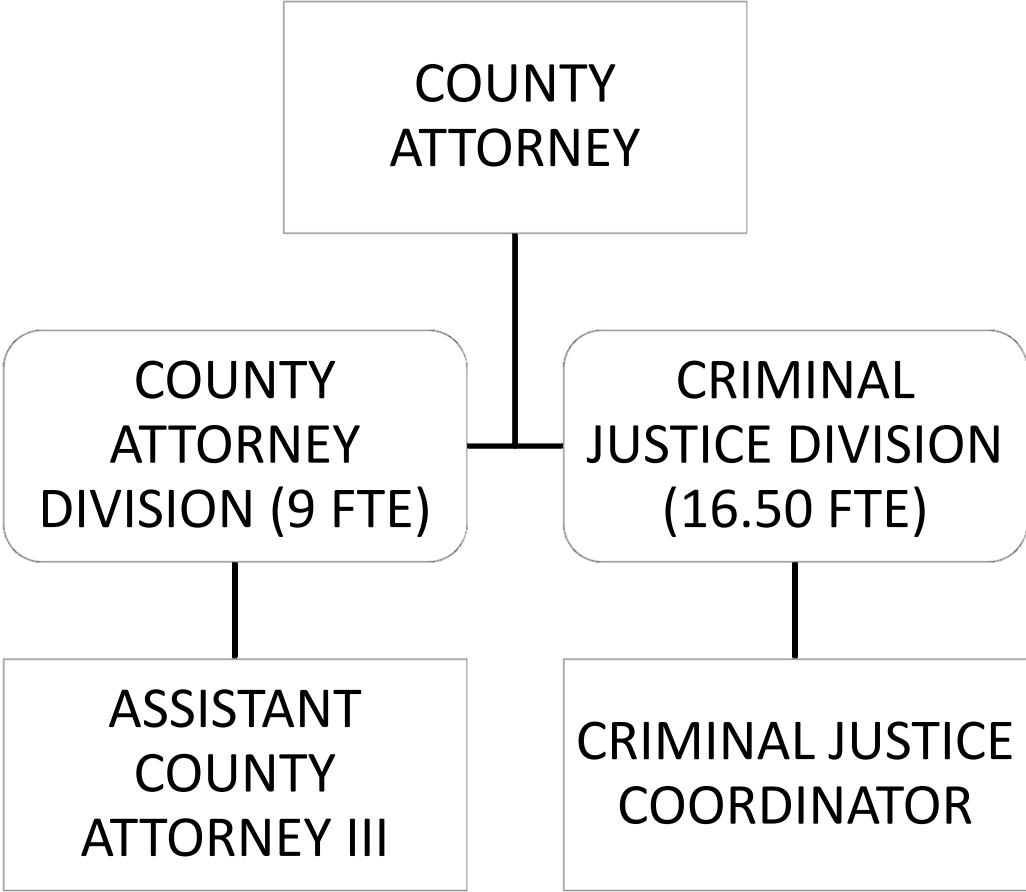 COUNTY
ATTORNEY
COUNTY
ATTORNEY
DIVISION (9 FTE)
CRIMINAL
JUSTICE DIVISION
(16.50 FTE)
ASSISTANT
COUNTY
ATTORNEY III
CRIMINAL JUSTICE
COORDINATOR